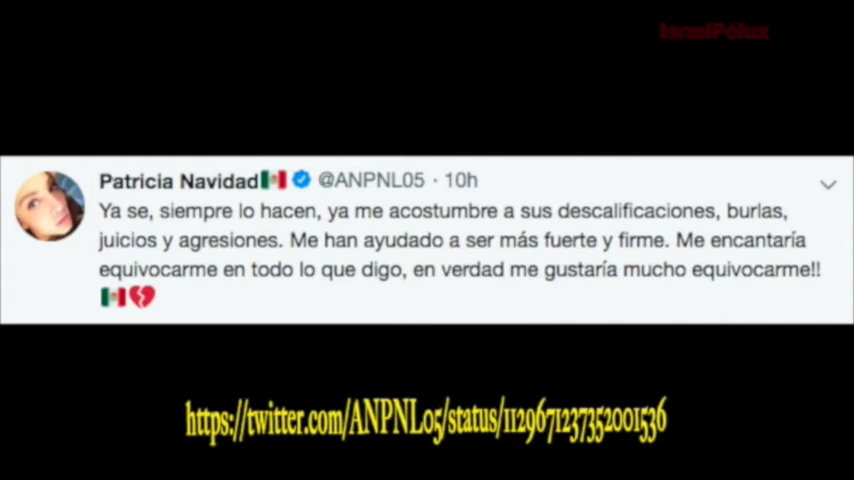 IsraelPólux
Patricia Navidad🇲🇽 @ANPNL05 · 10h
Ya se, siempre lo hacen, ya me acostumbre a sus descalificaciones, burlas,
juicios y agresiones. Me han ayudado a ser más fuerte y firme. Me encantaría
equivocarme en todo lo que digo, en verdad me gustaría mucho equivocarme!!
🇲🇽💔
https://twitter.com/ANPNL05/status/1129671237352001536